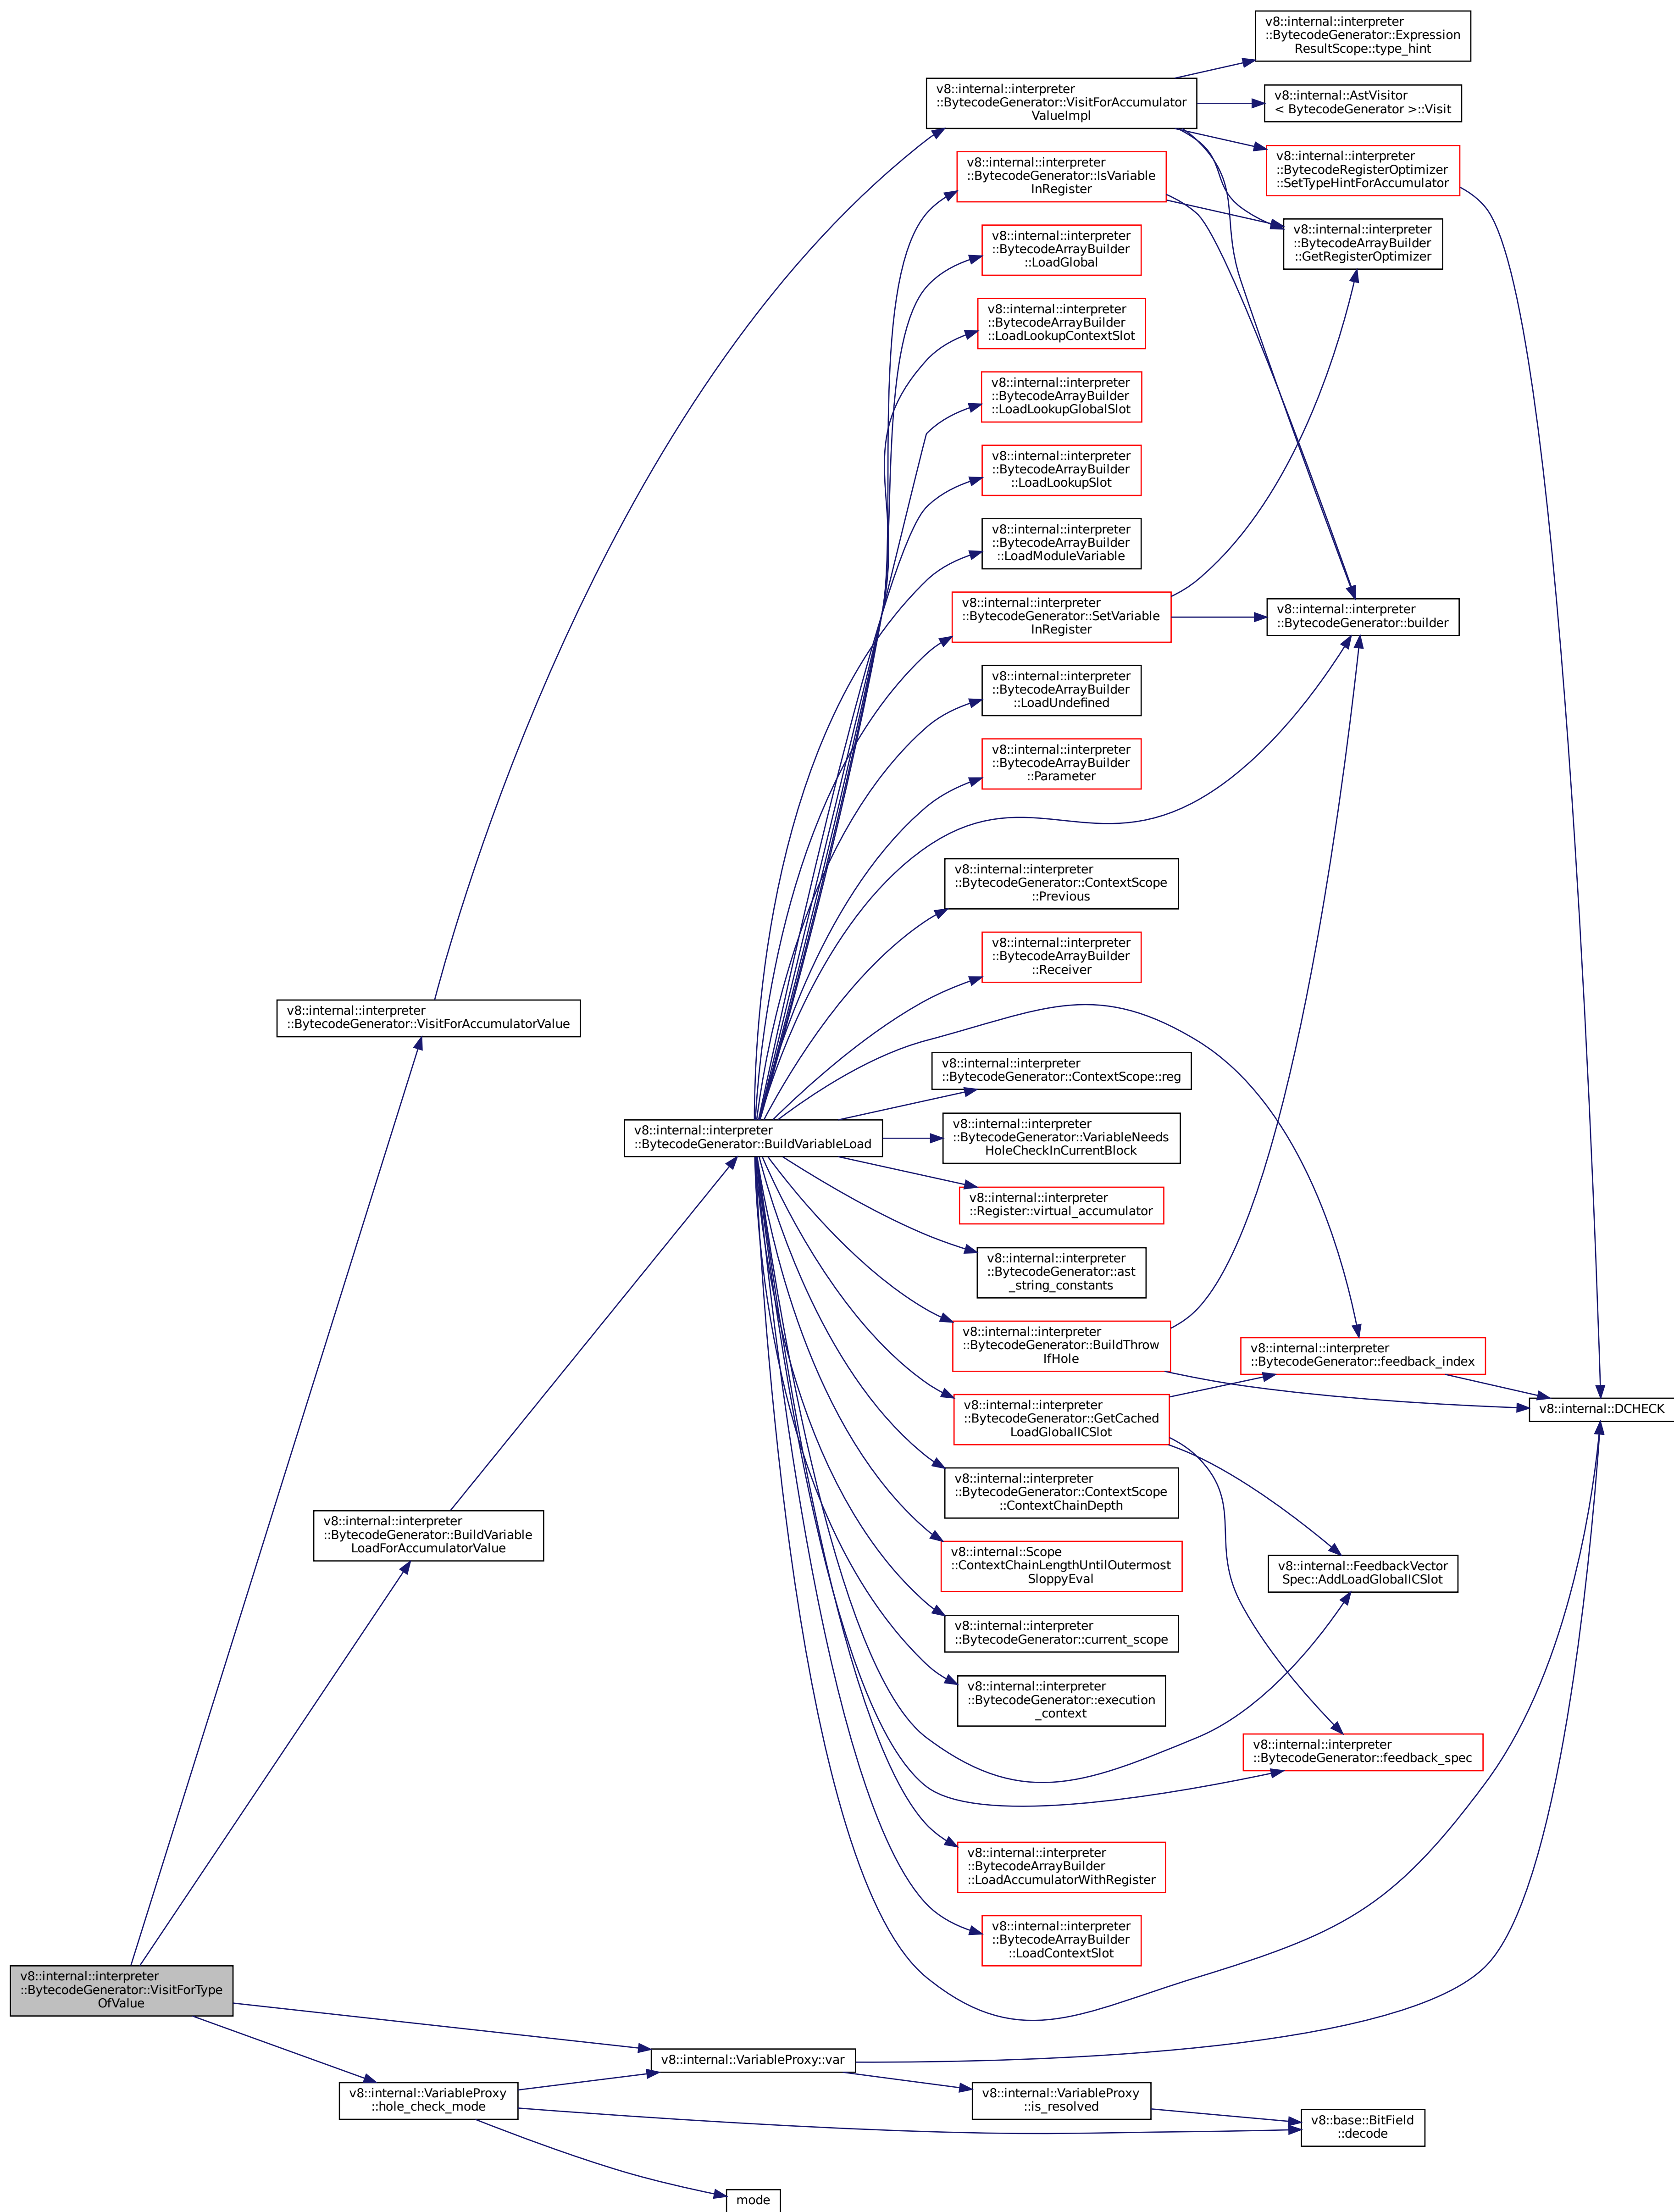 v8::internal::interpreter
::BytecodeGenerator::Expression
ResultScope::type_hint
v8::internal::interpreter
::BytecodeGenerator::VisitForAccumulator
ValueImpl
v8::internal::AstVisitor
< BytecodeGenerator >::Visit
v8::internal::interpreter
::BytecodeRegisterOptimizer
::SetTypeHintForAccumulator
v8::internal::interpreter
::BytecodeGenerator::IsVariable
InRegister
v8::internal::interpreter
::BytecodeArrayBuilder
::GetRegisterOptimizer
v8::internal::interpreter
::BytecodeArrayBuilder
::LoadGlobal
v8::internal::interpreter
::BytecodeArrayBuilder
::LoadLookupContextSlot
v8::internal::interpreter
::BytecodeArrayBuilder
::LoadLookupGlobalSlot
v8::internal::interpreter
::BytecodeArrayBuilder
::LoadLookupSlot
v8::internal::interpreter
::BytecodeArrayBuilder
::LoadModuleVariable
v8::internal::interpreter
::BytecodeGenerator::SetVariable
InRegister
v8::internal::interpreter
::BytecodeGenerator::builder
v8::internal::interpreter
::BytecodeArrayBuilder
::LoadUndefined
v8::internal::interpreter
::BytecodeArrayBuilder
::Parameter
v8::internal::interpreter
::BytecodeGenerator::ContextScope
::Previous
v8::internal::interpreter
::BytecodeArrayBuilder
::Receiver
v8::internal::interpreter
::BytecodeGenerator::VisitForAccumulatorValue
v8::internal::interpreter
::BytecodeGenerator::ContextScope::reg
v8::internal::interpreter
::BytecodeGenerator::BuildVariableLoad
v8::internal::interpreter
::BytecodeGenerator::VariableNeeds
HoleCheckInCurrentBlock
v8::internal::interpreter
::Register::virtual_accumulator
v8::internal::interpreter
::BytecodeGenerator::ast
_string_constants
v8::internal::interpreter
::BytecodeGenerator::BuildThrow
IfHole
v8::internal::interpreter
::BytecodeGenerator::feedback_index
v8::internal::interpreter
::BytecodeGenerator::GetCached
LoadGlobalICSlot
v8::internal::DCHECK
v8::internal::interpreter
::BytecodeGenerator::ContextScope
::ContextChainDepth
v8::internal::interpreter
::BytecodeGenerator::BuildVariable
LoadForAccumulatorValue
v8::internal::Scope
::ContextChainLengthUntilOutermost
SloppyEval
v8::internal::FeedbackVector
Spec::AddLoadGlobalICSlot
v8::internal::interpreter
::BytecodeGenerator::current_scope
v8::internal::interpreter
::BytecodeGenerator::execution
_context
v8::internal::interpreter
::BytecodeGenerator::feedback_spec
v8::internal::interpreter
::BytecodeArrayBuilder
::LoadAccumulatorWithRegister
v8::internal::interpreter
::BytecodeArrayBuilder
::LoadContextSlot
v8::internal::interpreter
::BytecodeGenerator::VisitForType
OfValue
v8::internal::VariableProxy::var
v8::internal::VariableProxy
::hole_check_mode
v8::internal::VariableProxy
::is_resolved
v8::base::BitField
::decode
mode